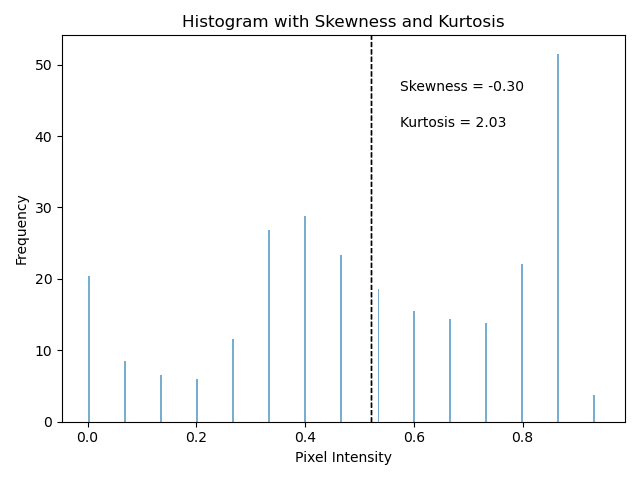 Histogram with Skewness and Kurtosis
Skewness = -0.30
Kurtosis = 2.03
Frequency
50
40
30
20
10
0
0.0 0.2 0.4 0.6 0.8
Pixel Intensity